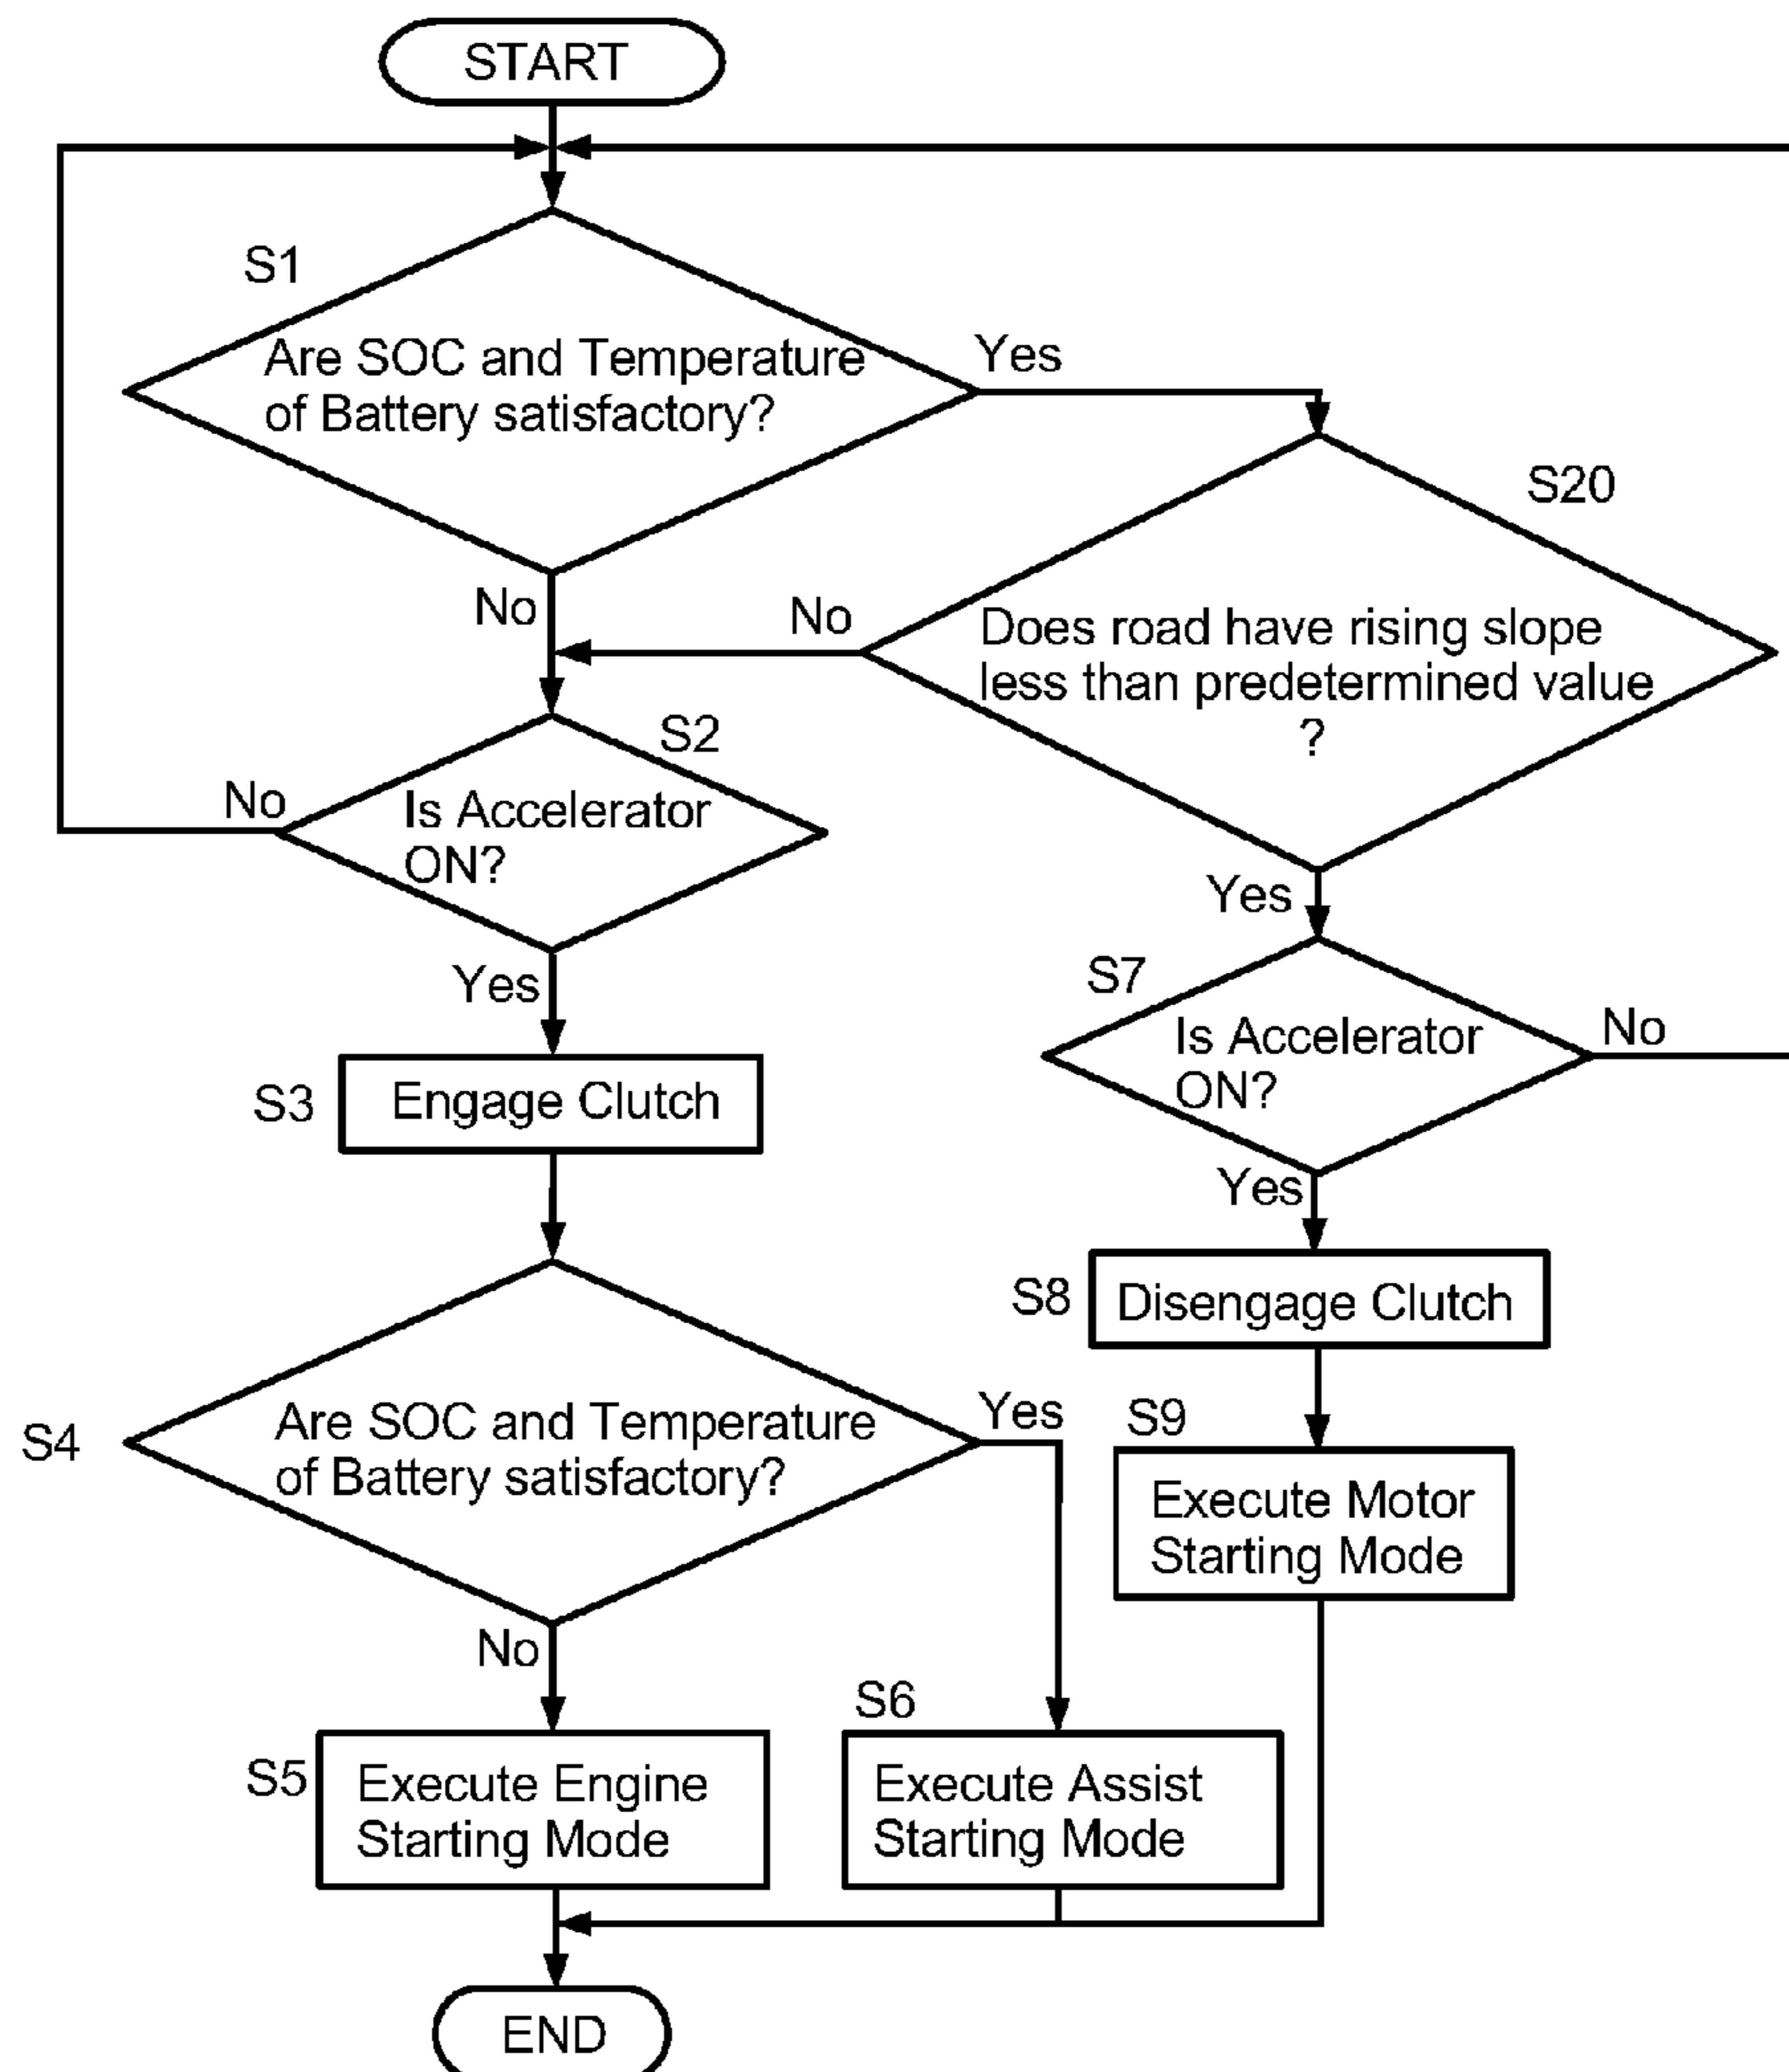 START
S1
Are SOC and Temperature
of Battery satisfactory?
Yes
No
S20
Does road have rising slope
less than predetermined value
?
No
Yes
S2
Is Accelerator
ON?
No
Yes
S7
Is Accelerator
ON?
No
Yes
S3
Engage Clutch
S8
Disengage Clutch
S4
Are SOC and Temperature
of Battery satisfactory?
Yes
No
S9
Execute Motor
Starting Mode
S5
Execute Engine
Starting Mode
S6
Execute Assist
Starting Mode
END